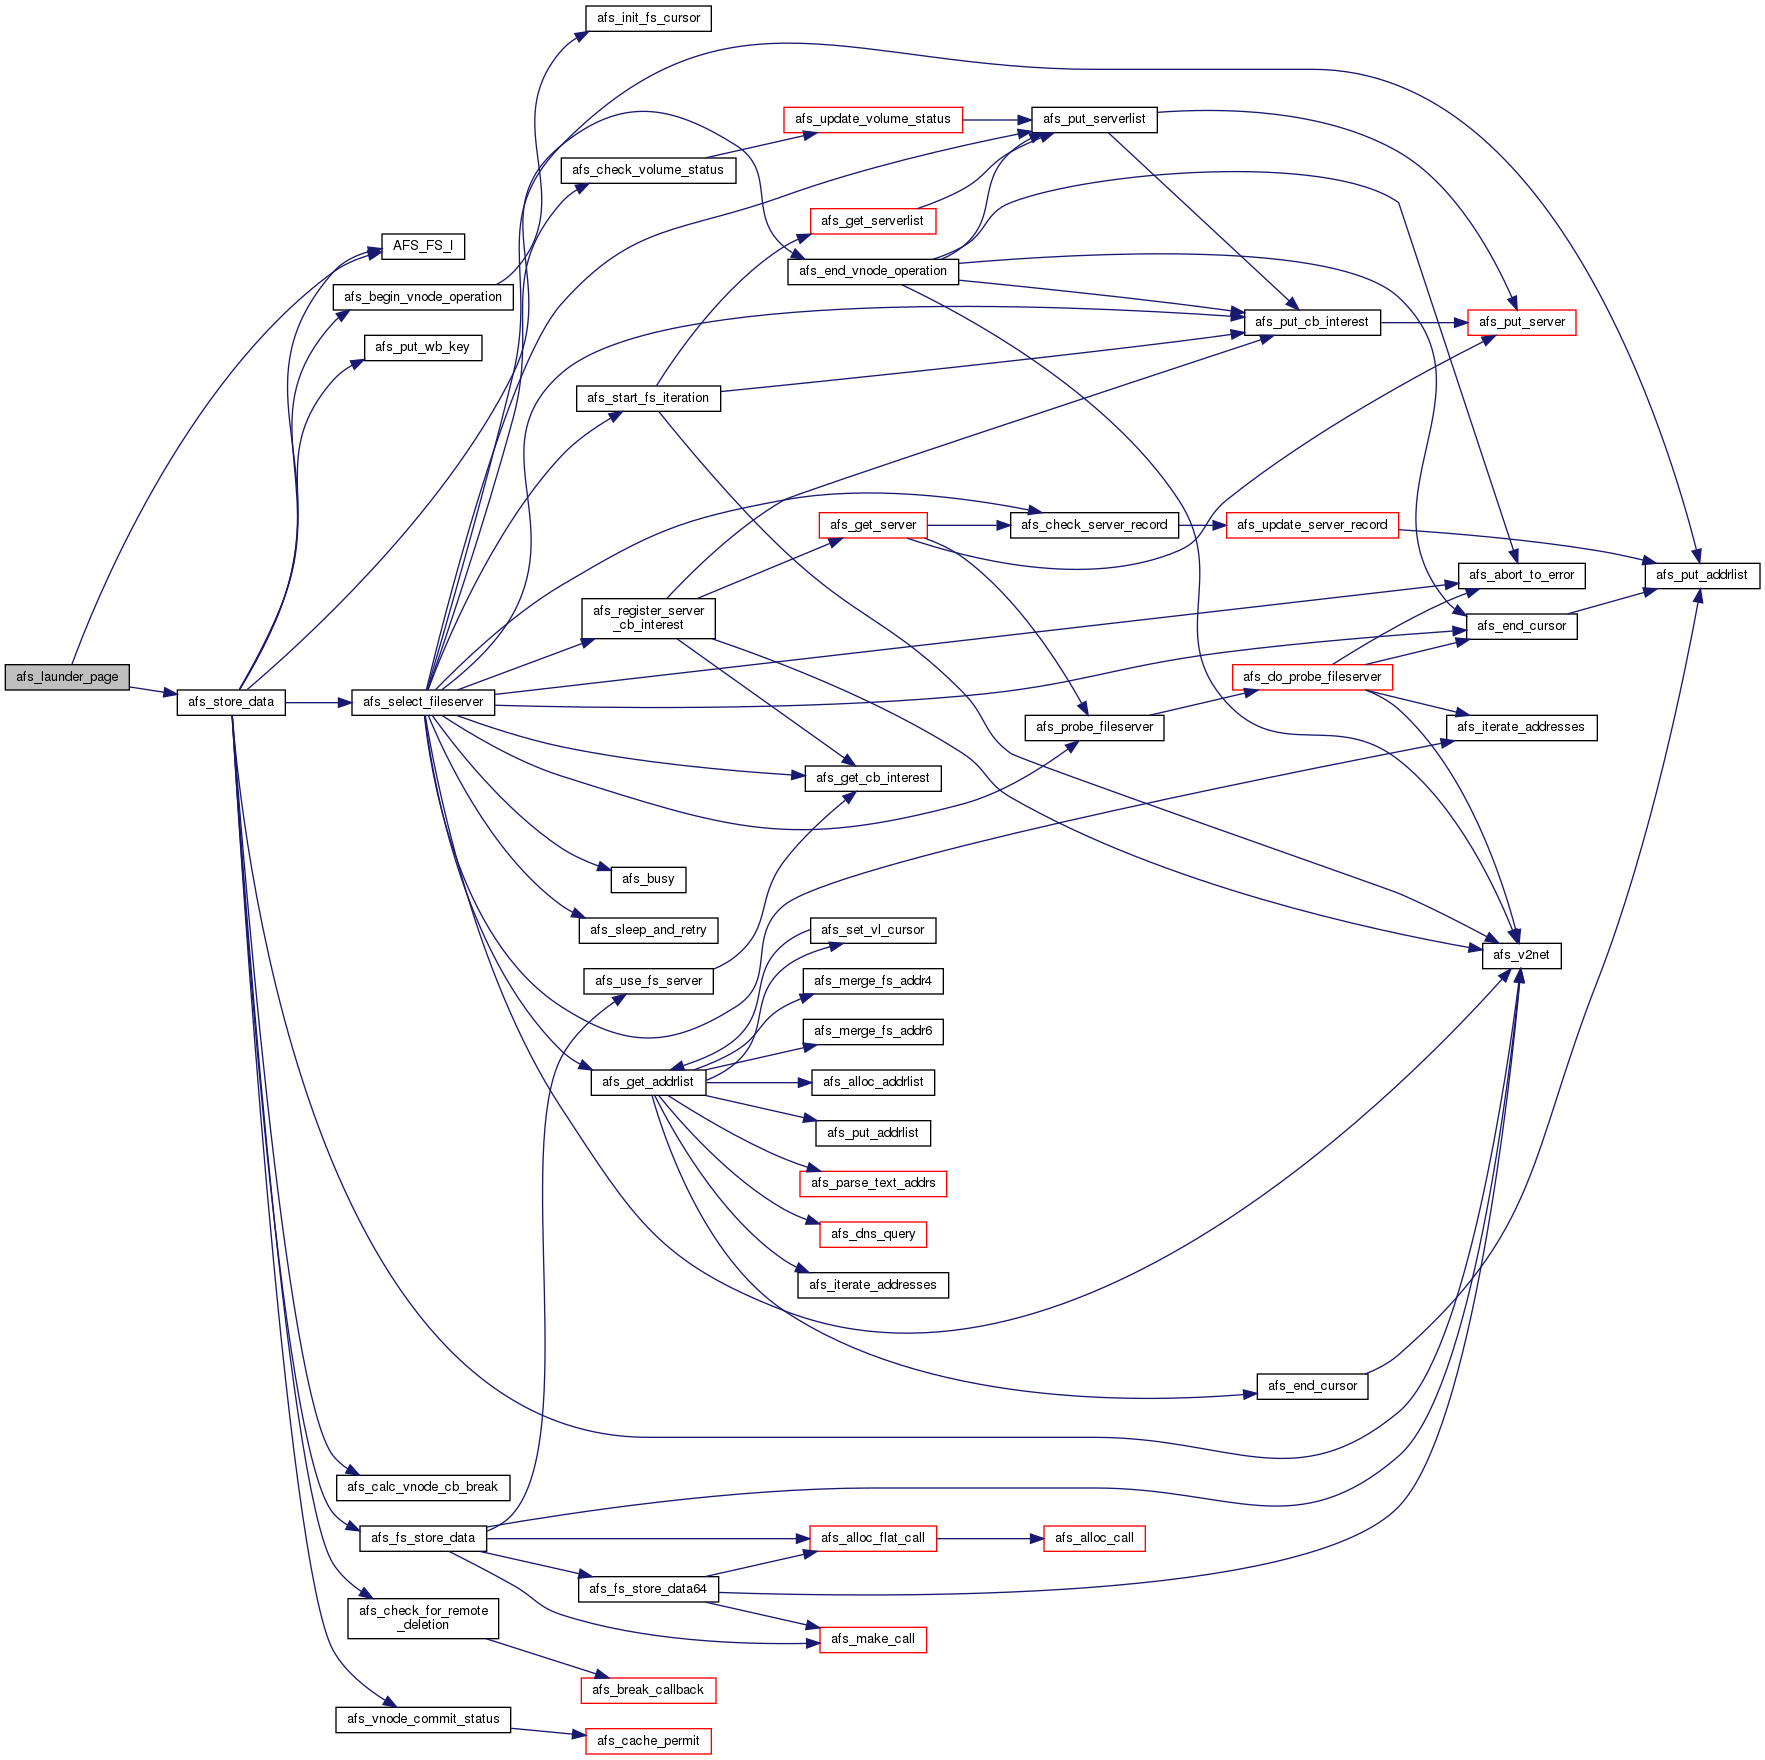 afs_init_fs_cursor
afs_update_volume_status
afs_put_serverlist
afs_check_volume_status
afs_get_serverlist
AFS_FS_I
afs_end_vnode_operation
afs_begin_vnode_operation
afs_put_cb_interest
afs_put_server
afs_put_wb_key
afs_start_fs_iteration
afs_get_server
afs_check_server_record
afs_update_server_record
afs_abort_to_error
afs_put_addrlist
afs_register_server
_cb_interest
afs_end_cursor
afs_launder_page
afs_do_probe_fileserver
afs_store_data
afs_select_fileserver
afs_probe_fileserver
afs_iterate_addresses
afs_get_cb_interest
afs_busy
afs_sleep_and_retry
afs_set_vl_cursor
afs_v2net
afs_use_fs_server
afs_merge_fs_addr4
afs_merge_fs_addr6
afs_get_addrlist
afs_alloc_addrlist
afs_put_addrlist
afs_parse_text_addrs
afs_dns_query
afs_iterate_addresses
afs_end_cursor
afs_calc_vnode_cb_break
afs_fs_store_data
afs_alloc_flat_call
afs_alloc_call
afs_fs_store_data64
afs_check_for_remote
_deletion
afs_make_call
afs_break_callback
afs_vnode_commit_status
afs_cache_permit